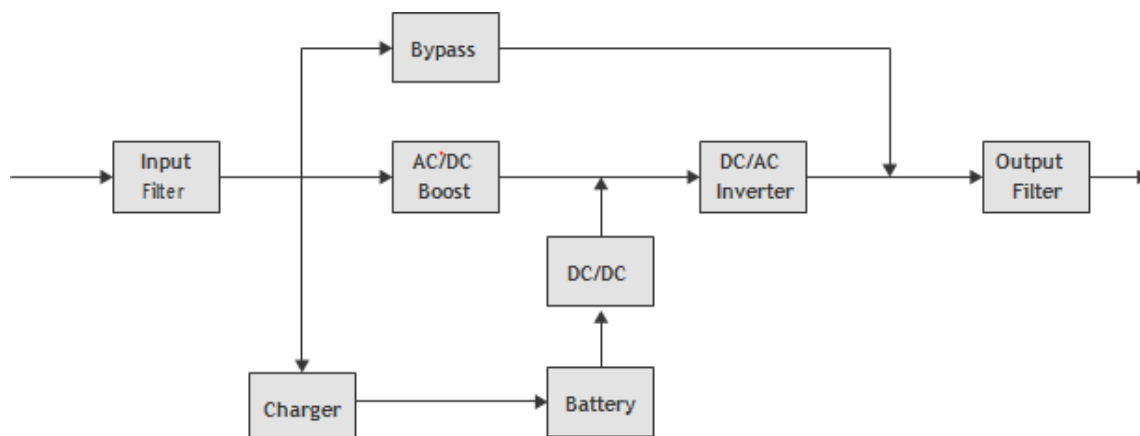 Bypass
Input
Filter
AC/DC
Boost
DC/AC
Inverter
Output
Filter
DC/DC
Charger
Battery